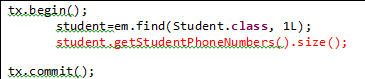 tx.begin();
student=em.find(Student.class, 1L);
student.getStudentPhoneNumbers().size();
tx.commit();